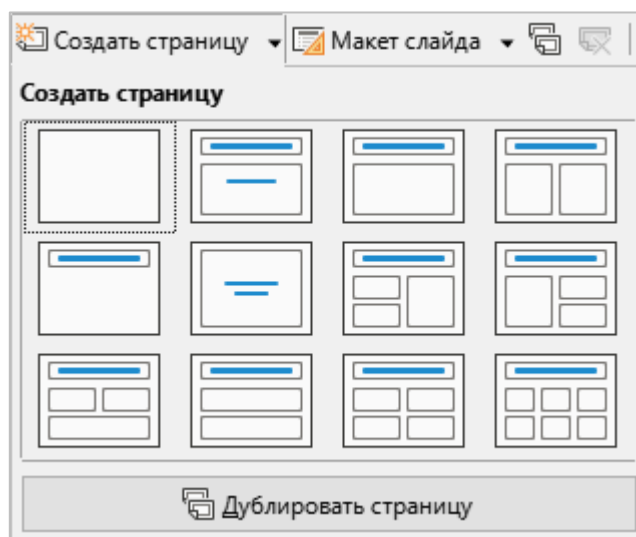 Создать страницу Макет слайда
Создать страницу
Дублировать страницу